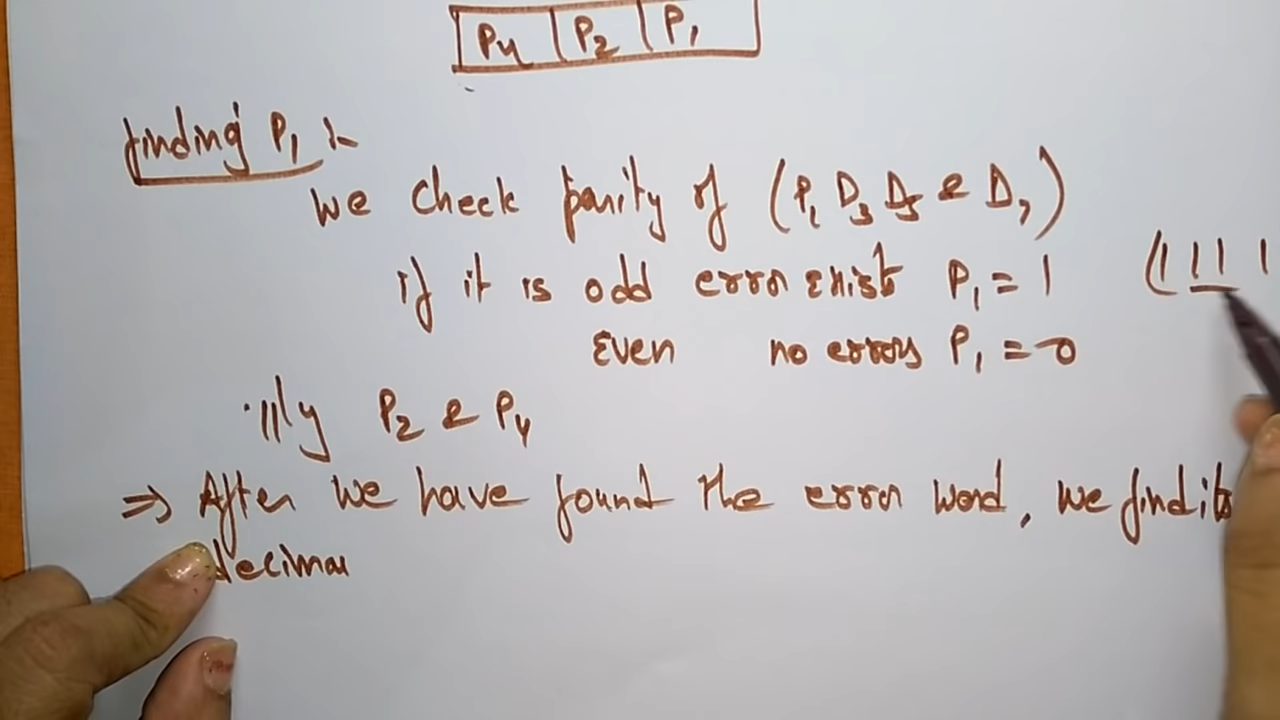 P4 P2 P1
finding P1 :-
We check parity of (P1 D3 D5 & D7)
if it is odd error exist P1 = 1 (1 1 1 1
Even no errors P1 = 0
|||ly P2 & P4
⇒ After we have found the error word, we find its
decimal